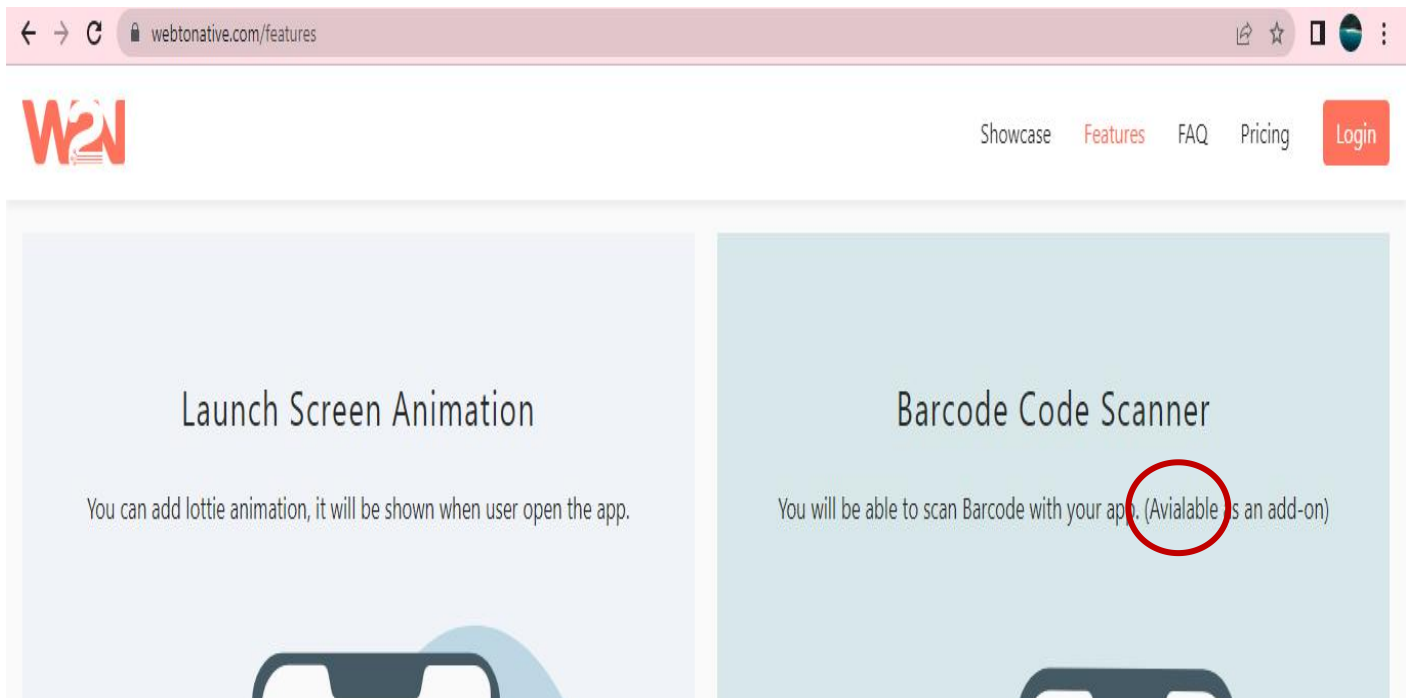 webtonative.com/features
W2N
Showcase Features FAQ Pricing Login
Launch Screen Animation
You can add lottie animation, it will be shown when user open the app.
Barcode Code Scanner
You will be able to scan Barcode with your app. (Avialable as an add-on)